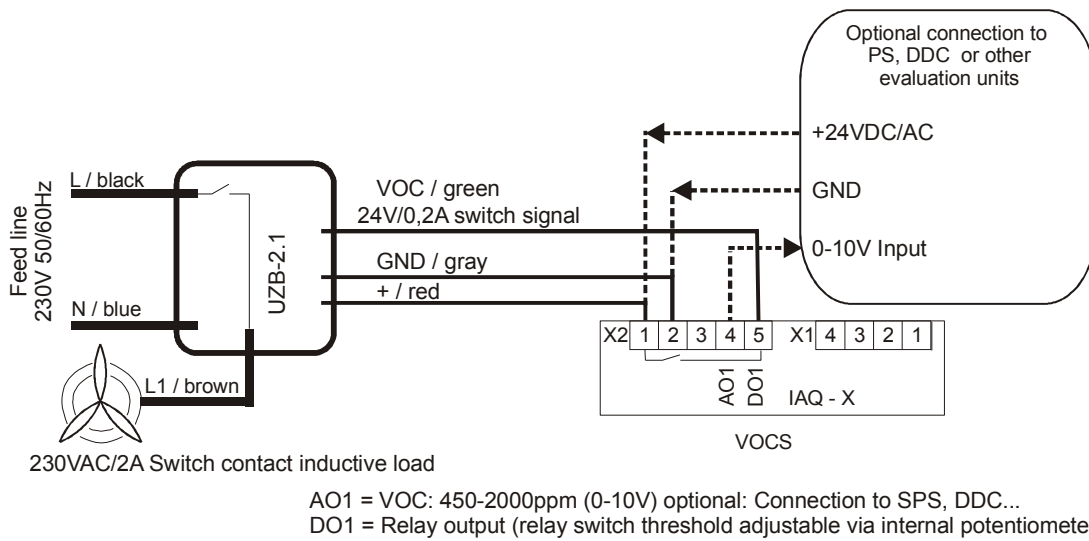 Optional connection to
PS, DDC or other
evaluation units
+24VDC/AC
GND
0-10V Input
Feed line
230V 50/60Hz
L / black
N / blue
UZB-2.1
VOC / green
24V/0,2A switch signal
GND / gray
+ / red
L1 / brown
230VAC/2A Switch contact inductive load
X2 1 2 3 4 5 X1 4 3 2 1
AO1
DO1
IAQ - X
VOCS
AO1 = VOC: 450-2000ppm (0-10V) optional: Connection to SPS, DDC...
DO1 = Relay output (relay switch threshold adjustable via internal potentiomete